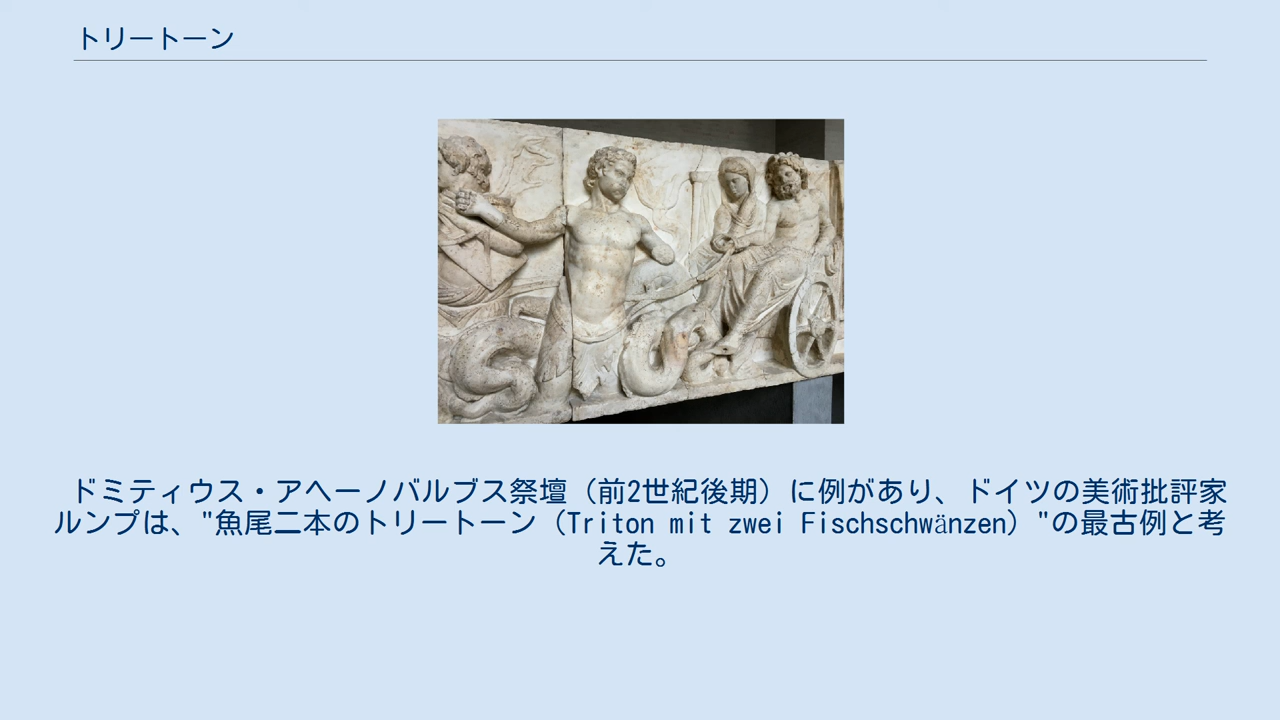 トリートーン
ドミティウス・アヘーノバルブス祭壇（前2世紀後期）に例があり、ドイツの美術批評家
ルンプは、"魚尾二本のトリートーン（Triton mit zwei Fischschwänzen）"の最古例と考
えた。